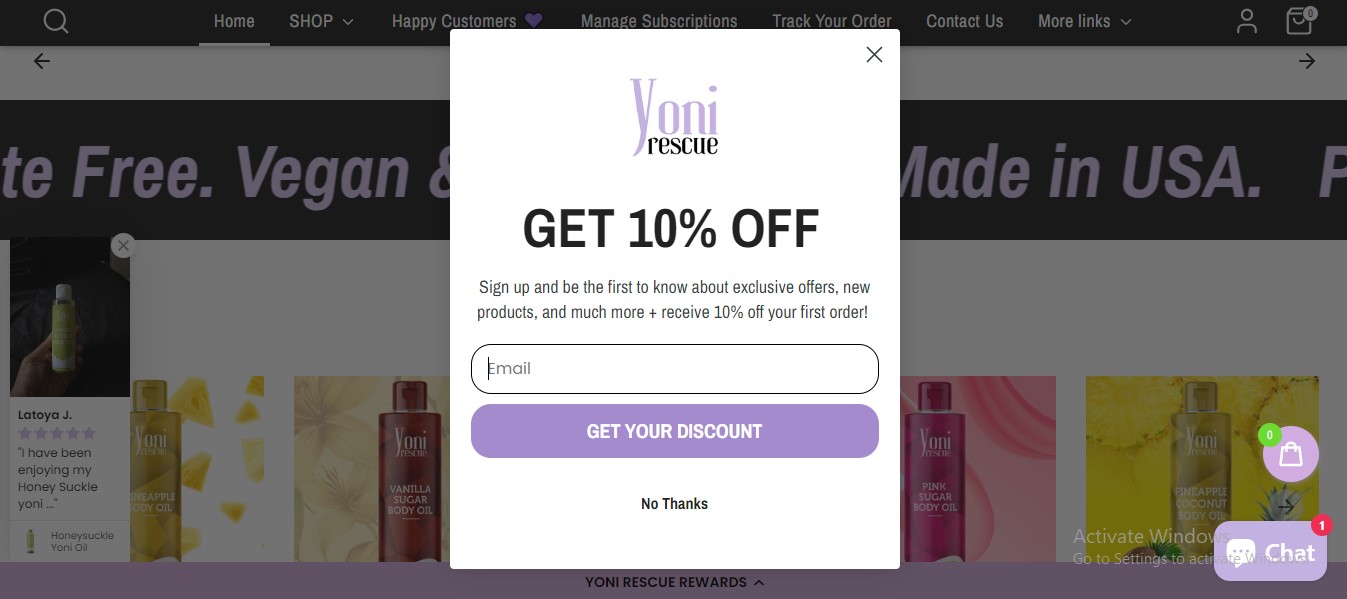 Home
SHOP
Happy Customers 💜
Manage Subscriptions
Track Your Order
Contact Us
More links
0
Yoni
rescue
te Free. Vegan &
Made in USA.
GET 10% OFF
Sign up and be the first to know about exclusive offers, new
products, and much more + receive 10% off your first order!
Email
GET YOUR DISCOUNT
No Thanks
Latoya J.
"I have been
enjoying my
Honey Suckle
yoni ..."
Honeysuckle
Yoni Oil
Yoni
rescue
PINEAPPLE
BODY OIL
Yoni
rescue
VANILLA
SUGAR
BODY OIL
Yoni
rescue
PINK
SUGAR
BODY OIL
Yoni
rescue
PINEAPPLE
COCONUT
BODY OIL
0
Activate Windows
Go to Settings to activate Windows.
1
Chat
YONI RESCUE REWARDS